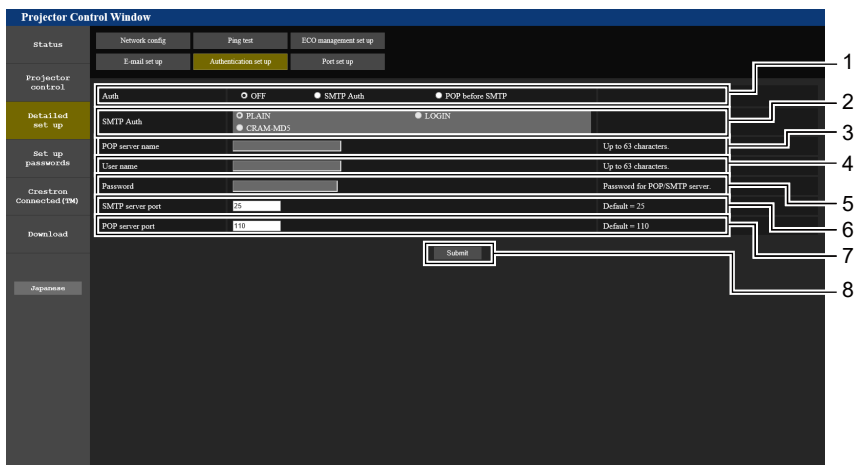 Projector Control Window
Status
Network config
Ping test
ECO management set up
E-mail set up
Authentication set up
Port set up
Projector
control
Detailed
set up
Set up
passwords
Crestron
Connected(TM)
Download
Japanese
Auth
OFF
SMTP Auth
POP before SMTP
1
SMTP Auth
PLAIN
LOGIN
CRAM-MD5
2
POP server name
Up to 63 characters.
3
User name
Up to 63 characters.
4
Password
Password for POP/SMTP server.
5
SMTP server port
25
Default = 25
6
POP server port
110
Default = 110
7
Submit
8